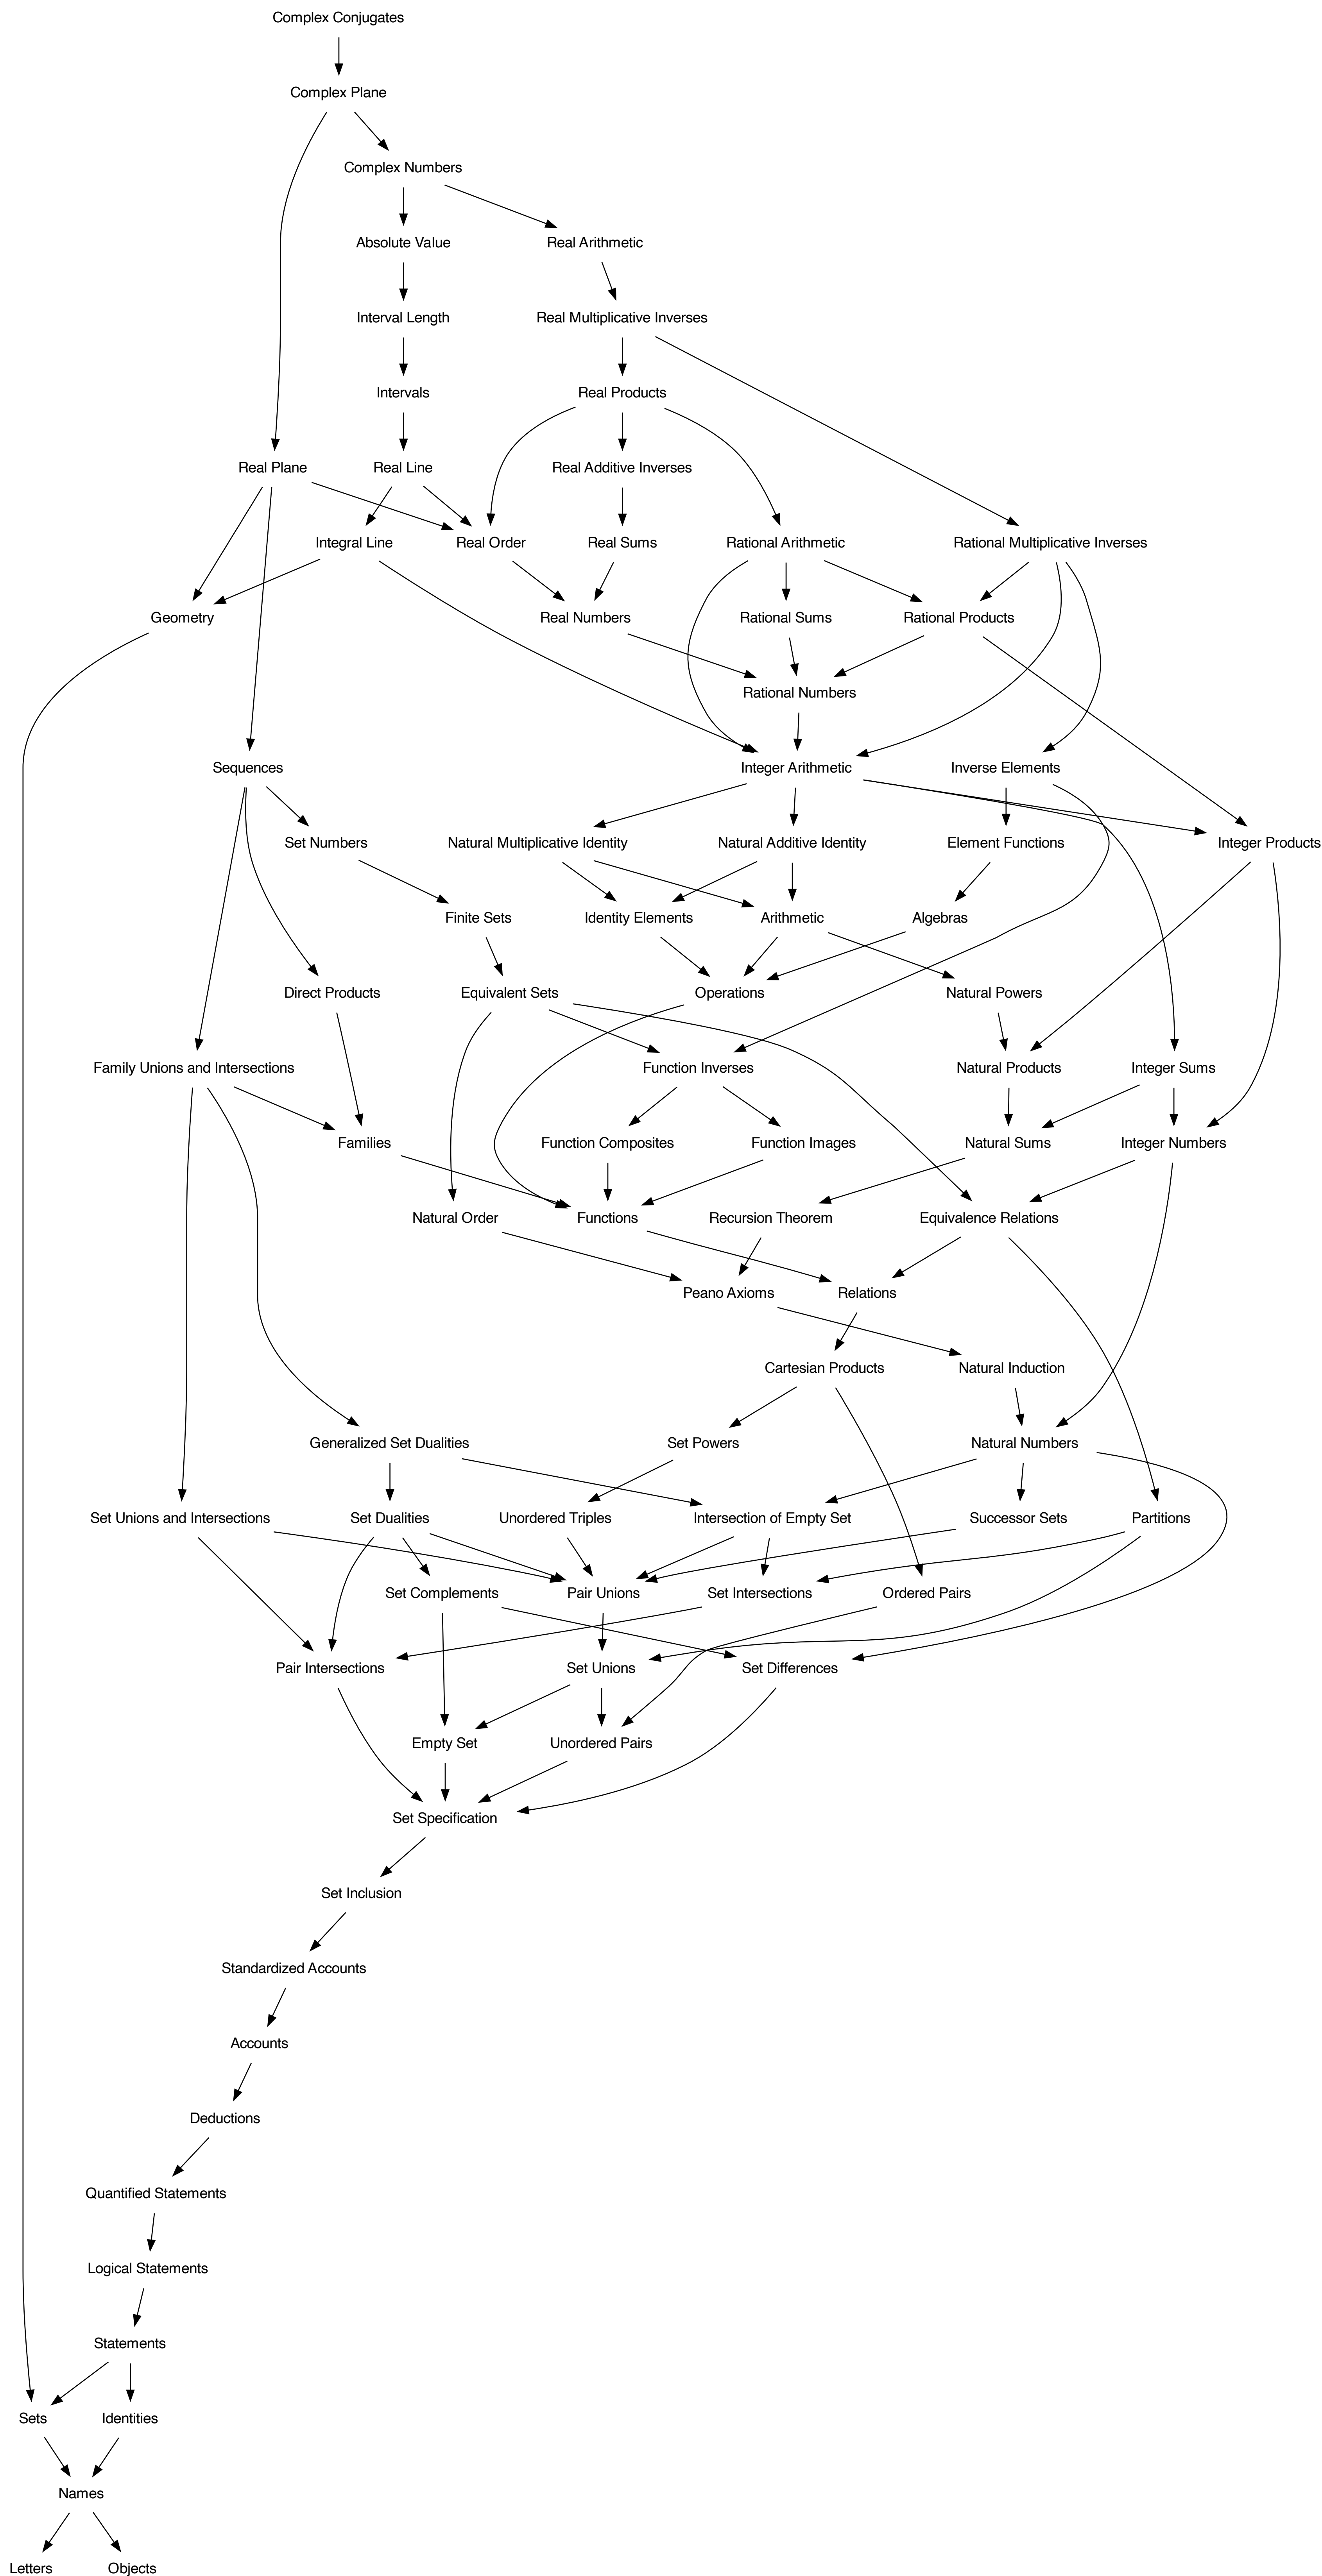 Complex Conjugates
Complex Plane
Complex Numbers
Absolute Value
Real Arithmetic
Interval Length
Real Multiplicative Inverses
Intervals
Real Products
Real Plane
Real Line
Real Additive Inverses
Integral Line
Real Order
Real Sums
Rational Arithmetic
Rational Multiplicative Inverses
Geometry
Real Numbers
Rational Sums
Rational Products
Rational Numbers
Sequences
Integer Arithmetic
Inverse Elements
Set Numbers
Natural Multiplicative Identity
Natural Additive Identity
Element Functions
Integer Products
Finite Sets
Identity Elements
Arithmetic
Algebras
Direct Products
Equivalent Sets
Operations
Natural Powers
Family Unions and Intersections
Function Inverses
Natural Products
Integer Sums
Families
Function Composites
Function Images
Natural Sums
Integer Numbers
Natural Order
Functions
Recursion Theorem
Equivalence Relations
Peano Axioms
Relations
Cartesian Products
Natural Induction
Generalized Set Dualities
Set Powers
Natural Numbers
Set Unions and Intersections
Set Dualities
Unordered Triples
Intersection of Empty Set
Successor Sets
Partitions
Set Complements
Pair Unions
Set Intersections
Ordered Pairs
Pair Intersections
Set Unions
Set Differences
Empty Set
Unordered Pairs
Set Specification
Set Inclusion
Standardized Accounts
Accounts
Deductions
Quantified Statements
Logical Statements
Statements
Sets
Identities
Names
Letters
Objects